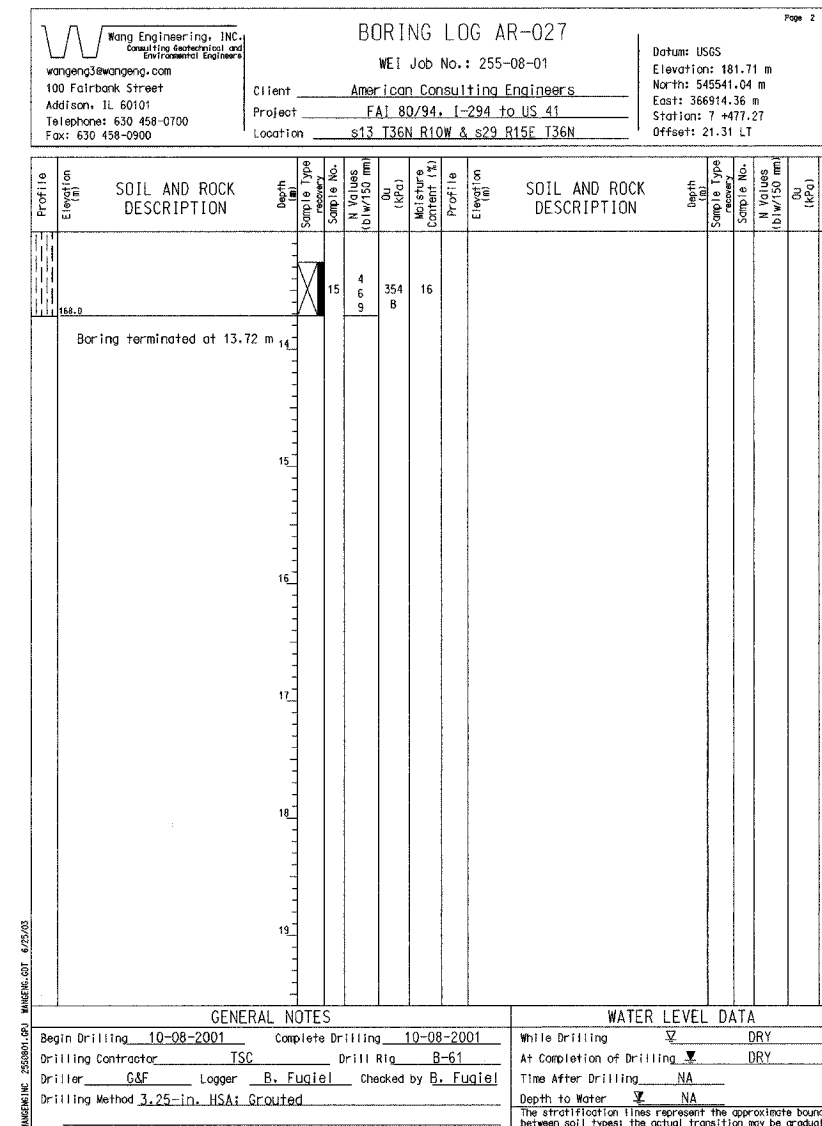 Page 2
Wang Engineering, INC.
Consulting Geotechnical and
Environmental Engineers
wangeng3@wangeng.com
100 Fairbank Street
Addison, IL 60101
Telephone: 630 458-0700
Fax: 630 458-0900
BORING LOG AR-027
WEI Job No.: 255-08-01
Client American Consulting Engineers
Project FAI 80/94, I-294 to US 41
Location s13 T36N R10W & s29 R15E T36N
Datum: USGS
Elevation: 181.71 m
North: 545541.04 m
East: 366914.36 m
Station: 7 +477.27
Offset: 21.31 LT
Profile
Elevation (m)
SOIL AND ROCK
DESCRIPTION
Depth (m)
Sample Type
recovery
Sample No.
N Values
(blw/150 mm)
Qu
(kPa)
Moisture
Content (%)
Profile
Elevation (m)
SOIL AND ROCK
DESCRIPTION
Depth (m)
Sample Type
recovery
Sample No.
N Values
(blw/150 mm)
Qu
(kPa)
15
4
6
9
354
B
16
168.0
Boring terminated at 13.72 m
14
15
16
17
18
19
GENERAL NOTES
Begin Drilling 10-08-2001 Complete Drilling 10-08-2001
Drilling Contractor TSC Drill Rig B-61
Driller G&F Logger B. Fugiel Checked by B. Fugiel
Drilling Method 3.25-in. HSA; Grouted
WATER LEVEL DATA
While Drilling DRY
At Completion of Drilling DRY
Time After Drilling NA
Depth to Water NA
The stratification lines represent the approximate bound
between soil types; the actual transition may be gradual
WANGENGINC 2550801.GPJ WANGENG.GDT 6/25/03